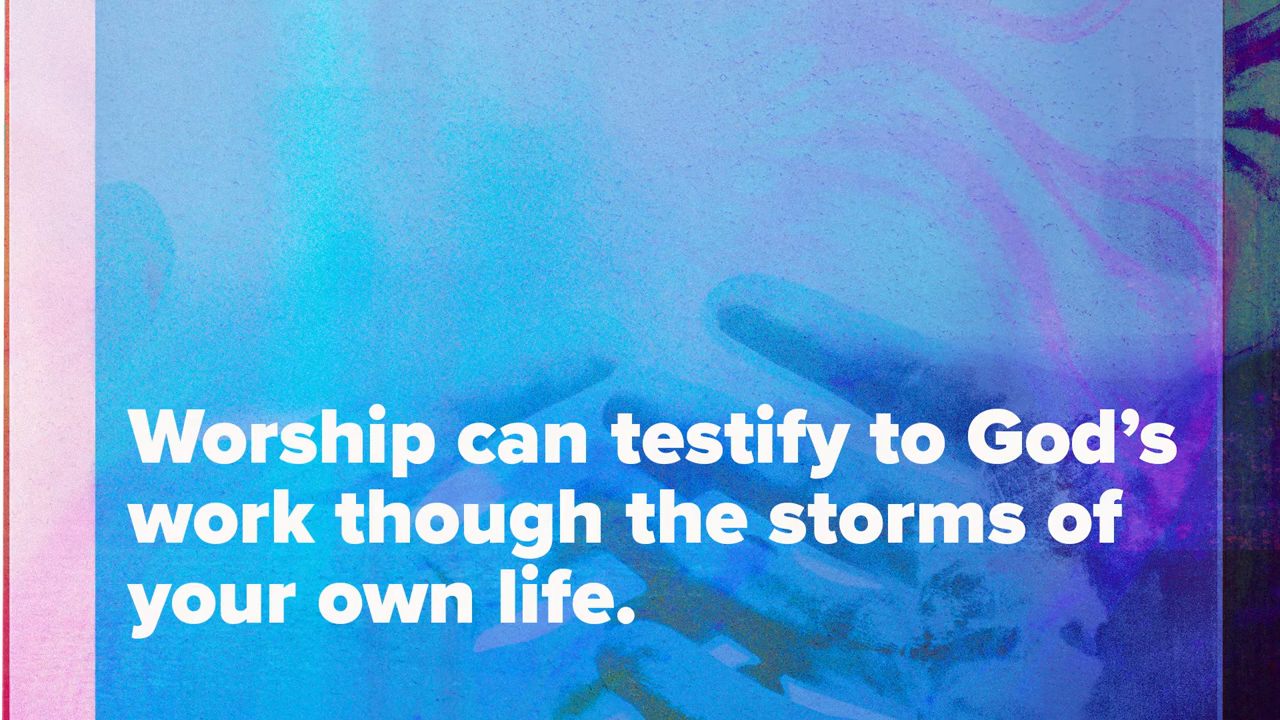 Worship can testify to God’s
work though the storms of
your own life.